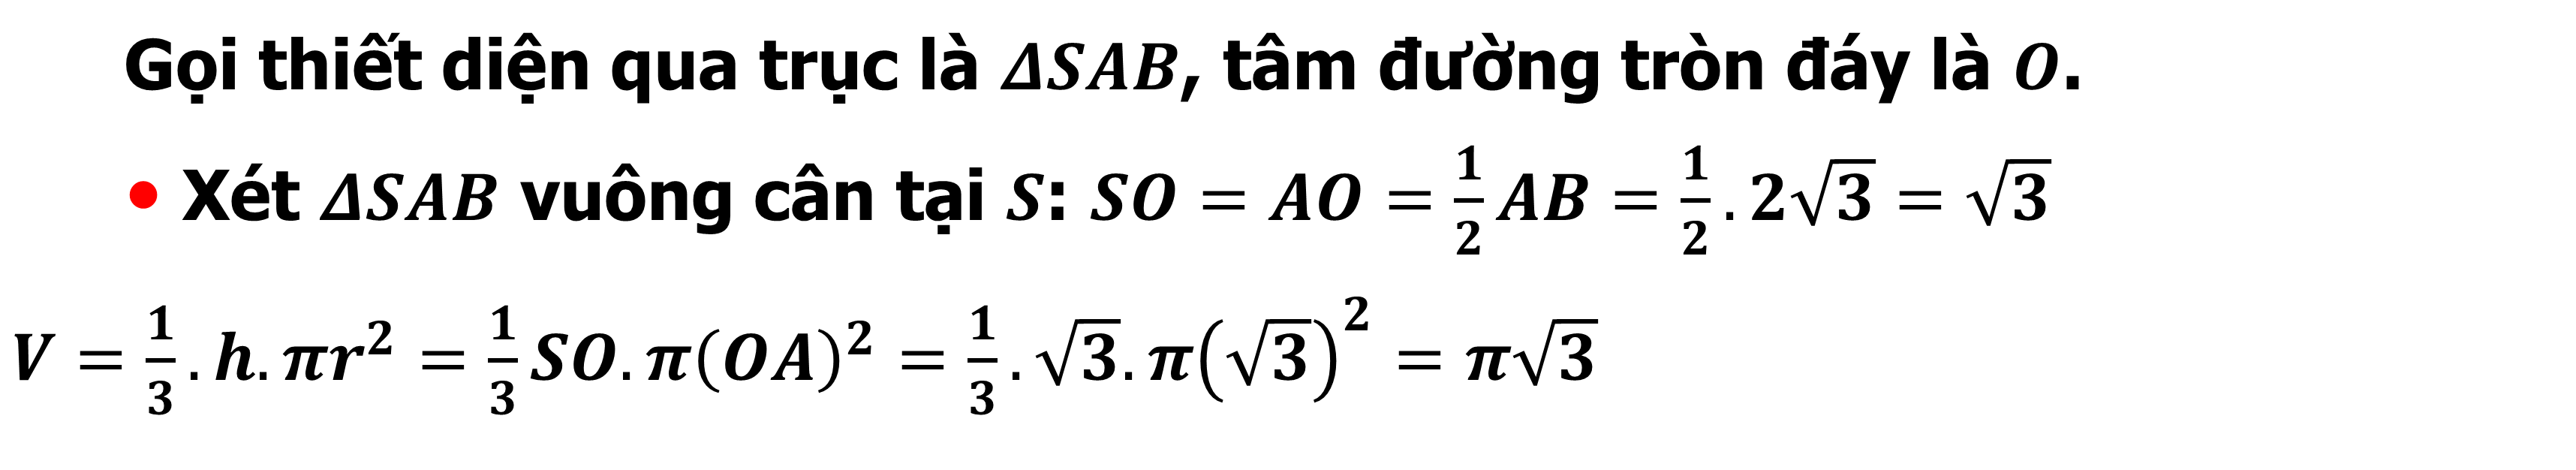 Gọi thiết diện qua trục là ΔSAB, tâm đường tròn đáy là O.
• Xét ΔSAB vuông cân tại S: SO = AO = 1/2 AB = 1/2 . 2√3 = √3
V = 1/3 . h. πr² = 1/3 SO. π(OA)² = 1/3 . √3. π(√3)² = π√3